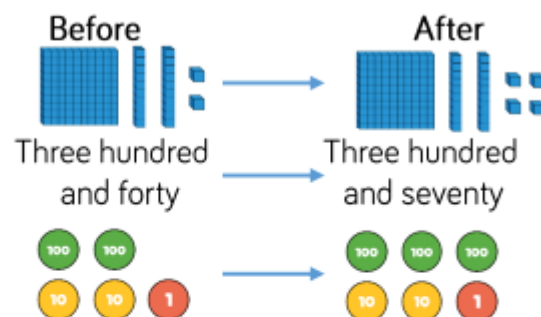 Before After
Three hundred
and forty
Three hundred
and seventy
100 100
10 10 1
100 100 100
10 10 1